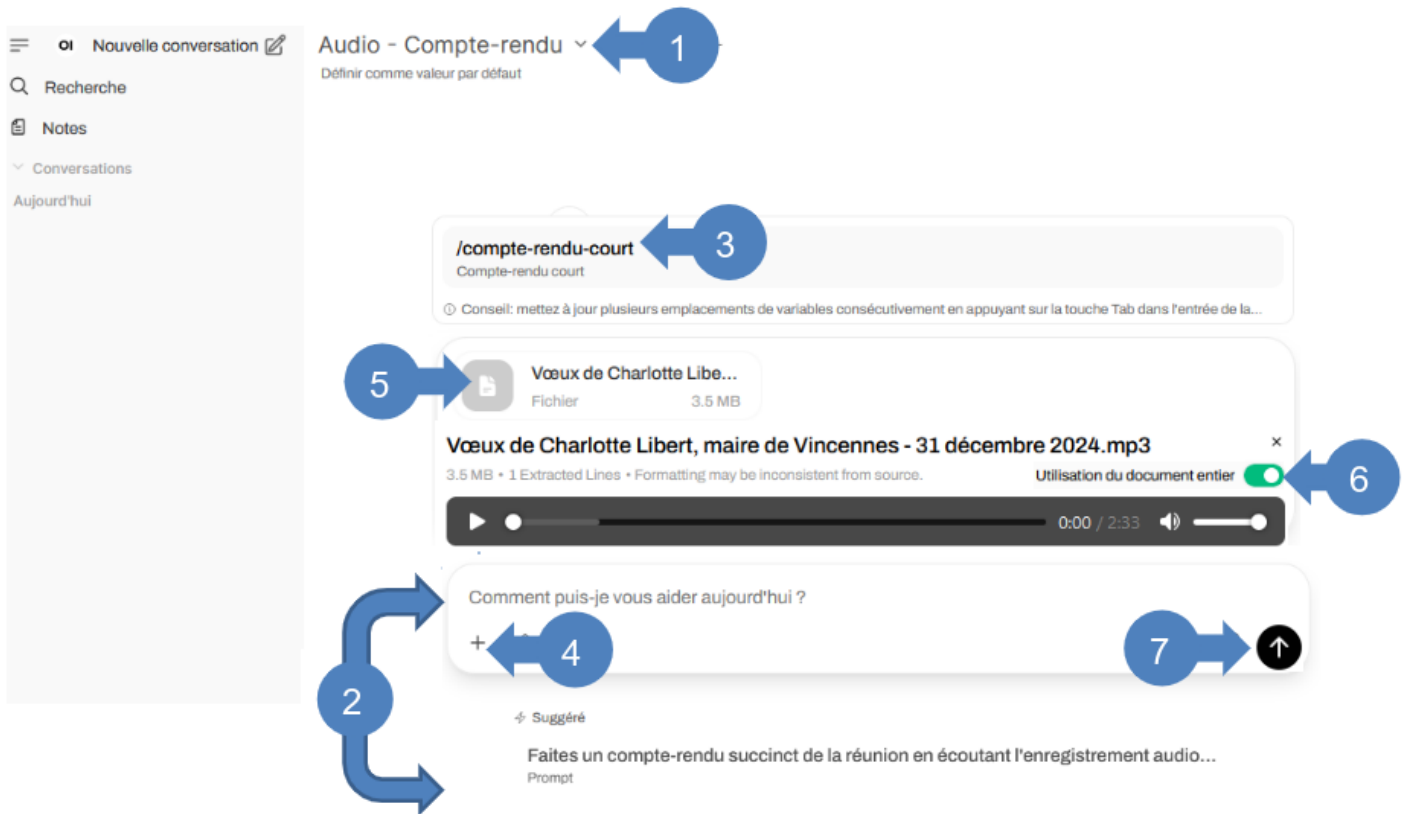 OI Nouvelle conversation
Audio - Compte-rendu
1
Définir comme valeur par défaut
Recherche
Notes
Conversations
Aujourd'hui
/compte-rendu-court
3
Compte-rendu court
Conseil: mettez à jour plusieurs emplacements de variables consécutivement en appuyant sur la touche Tab dans l'entrée de la...
5
Vœux de Charlotte Libe...
Fichier 3.5 MB
Vœux de Charlotte Libert, maire de Vincennes - 31 décembre 2024.mp3
3.5 MB • 1 Extracted Lines • Formatting may be inconsistent from source.
Utilisation du document entier
6
0:00 / 2:33
Comment puis-je vous aider aujourd'hui ?
4
7
2
Suggéré
Faites un compte-rendu succinct de la réunion en écoutant l'enregistrement audio...
Prompt